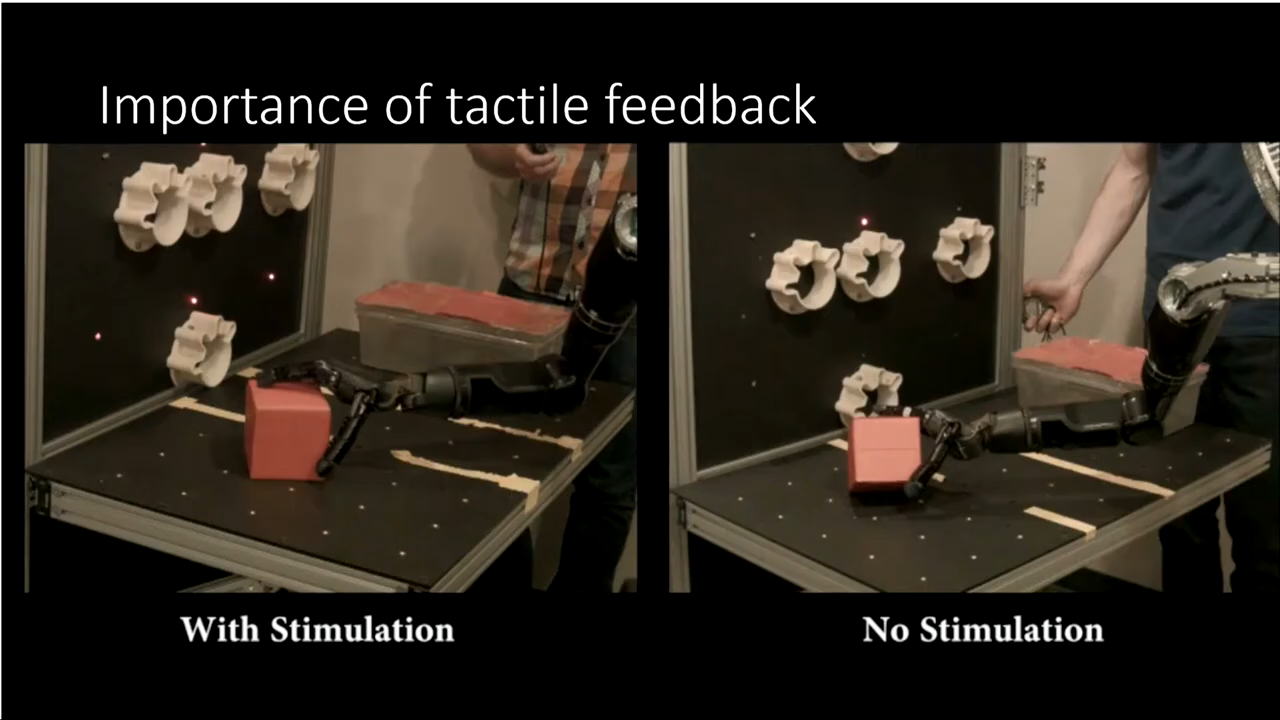 Importance of tactile feedback
With Stimulation
No Stimulation